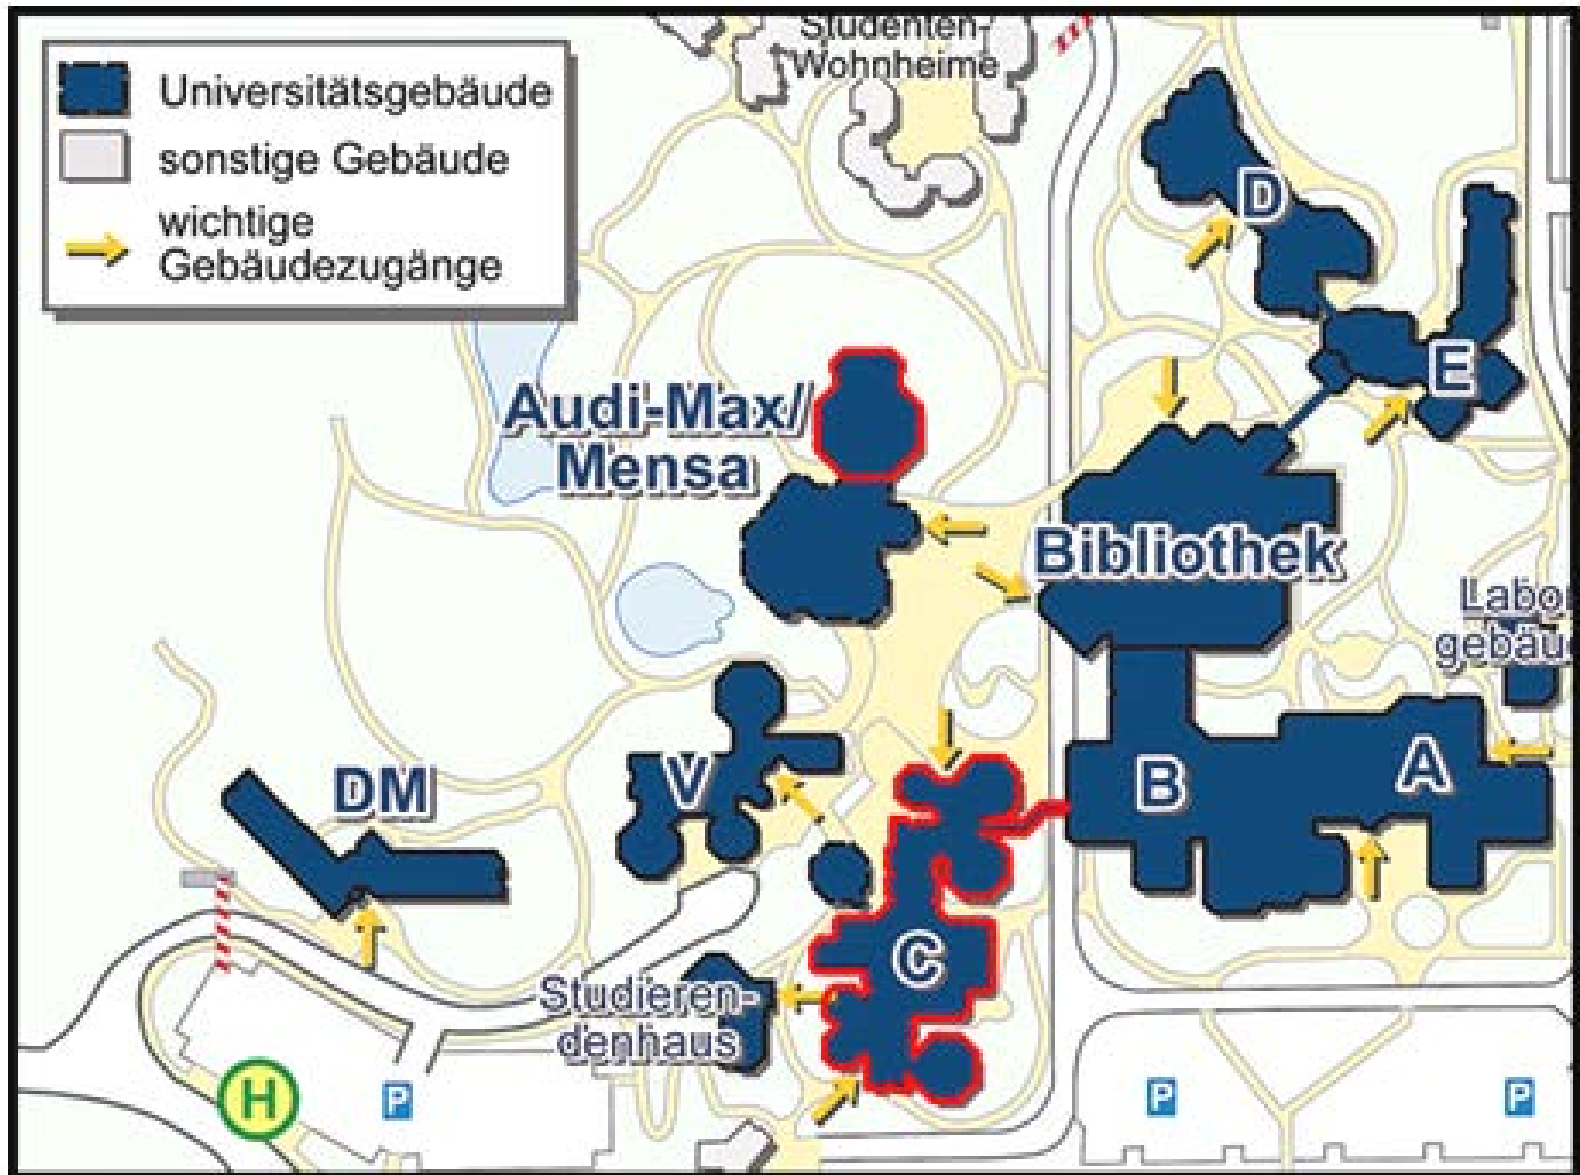 Universitätsgebäude
sonstige Gebäude
wichtige
Gebäudezugänge
Studenten-
Wohnheime
D
E
Audi-Max/
Mensa
Bibliothek
DM
V
B
A
C
Studieren-
denhaus
H
P
P
P